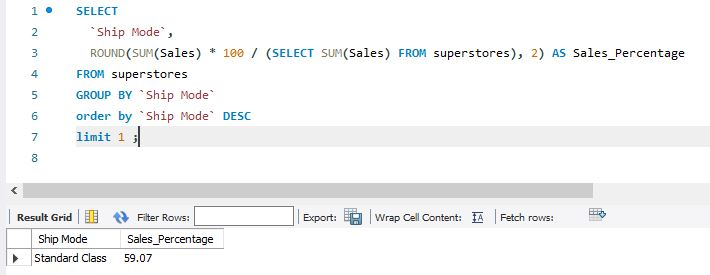 1 SELECT
2 `Ship Mode`,
3 ROUND(SUM(Sales) * 100 / (SELECT SUM(Sales) FROM superstores), 2) AS Sales_Percentage
4 FROM superstores
5 GROUP BY `Ship Mode`
6 order by `Ship Mode` DESC
7 limit 1 ;
8
Result Grid Filter Rows: Export: Wrap Cell Content: IA Fetch rows:
Ship Mode Sales_Percentage
Standard Class 59.07